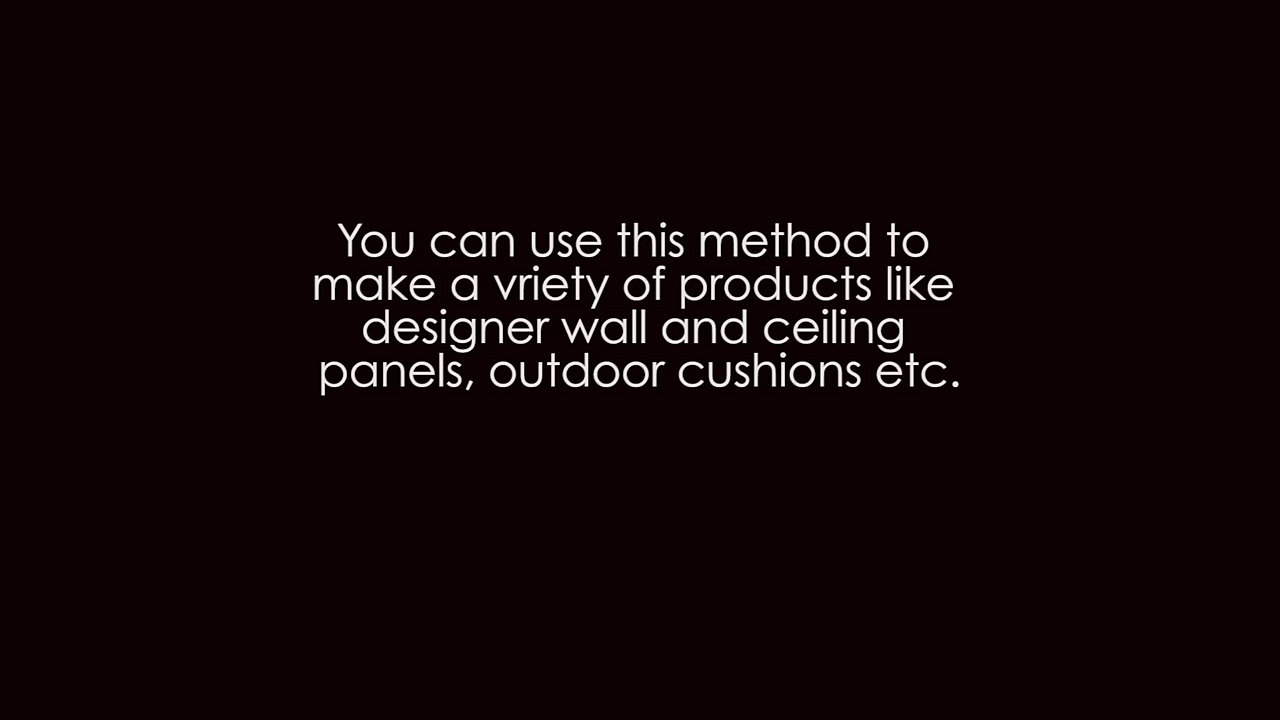 You can use this method to
make a vriety of products like
designer wall and ceiling
panels, outdoor cushions etc.